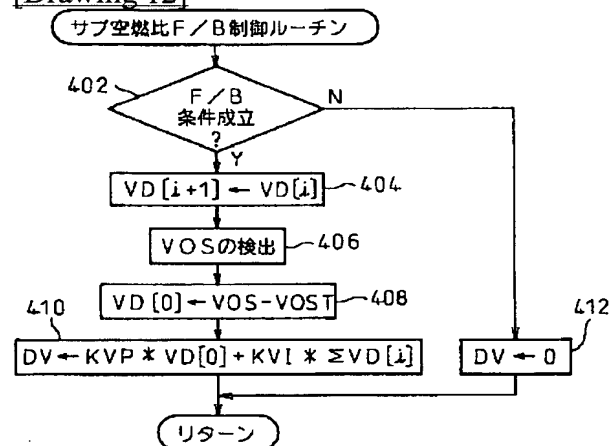 [Drawing 12]
サブ空燃比F/B制御ルーチン
402
F/B
条件成立
?
N
Y
VD[i+1]←VD[i]
404
VOSの検出
406
VD[0]←VOS-VOST
408
410
DV←KVP*VD[0]+KVI*ΣVD[i]
412
DV←0
リターン